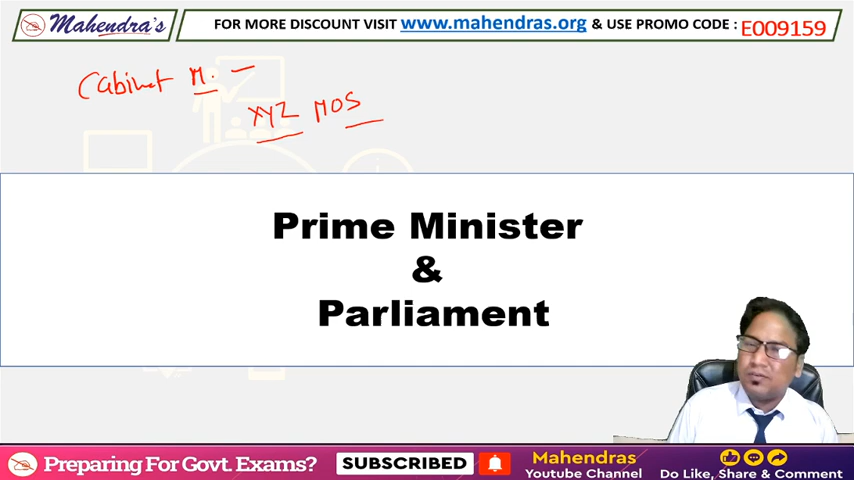 Mahendra's
FOR MORE DISCOUNT VISIT www.mahendras.org & USE PROMO CODE : E009159
Cabinet M. –
XYZ MOS
Prime Minister
&
Parliament
Preparing For Govt. Exams?
SUBSCRIBED
Mahendras
Youtube Channel
Do Like, Share & Comment